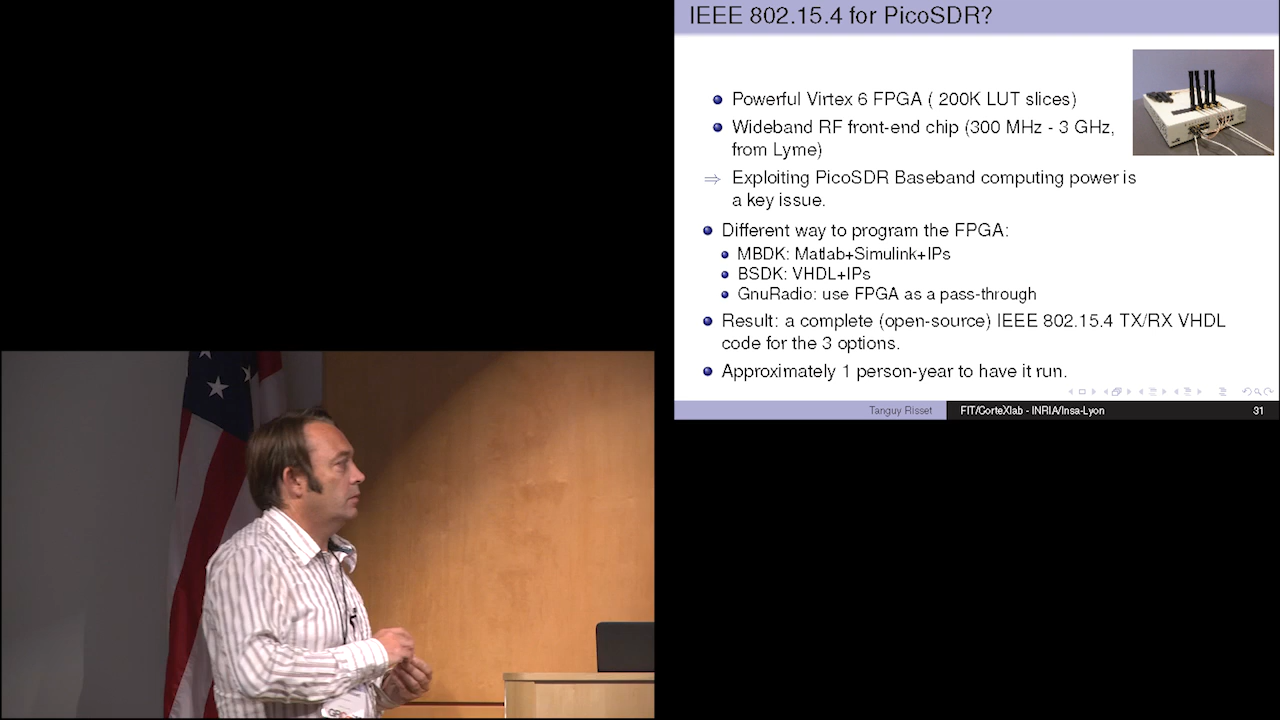 IEEE 802.15.4 for PicoSDR?
Powerful Virtex 6 FPGA ( 200K LUT slices)
Wideband RF front-end chip (300 MHz - 3 GHz,
from Lyme)
⇒ Exploiting PicoSDR Baseband computing power is
a key issue.
Different way to program the FPGA:
MBDK: Matlab+Simulink+IPs
BSDK: VHDL+IPs
GnuRadio: use FPGA as a pass-through
Result: a complete (open-source) IEEE 802.15.4 TX/RX VHDL
code for the 3 options.
Approximately 1 person-year to have it run.
Tanguy Risset FIT/CorteXlab - INRIA/Insa-Lyon 31